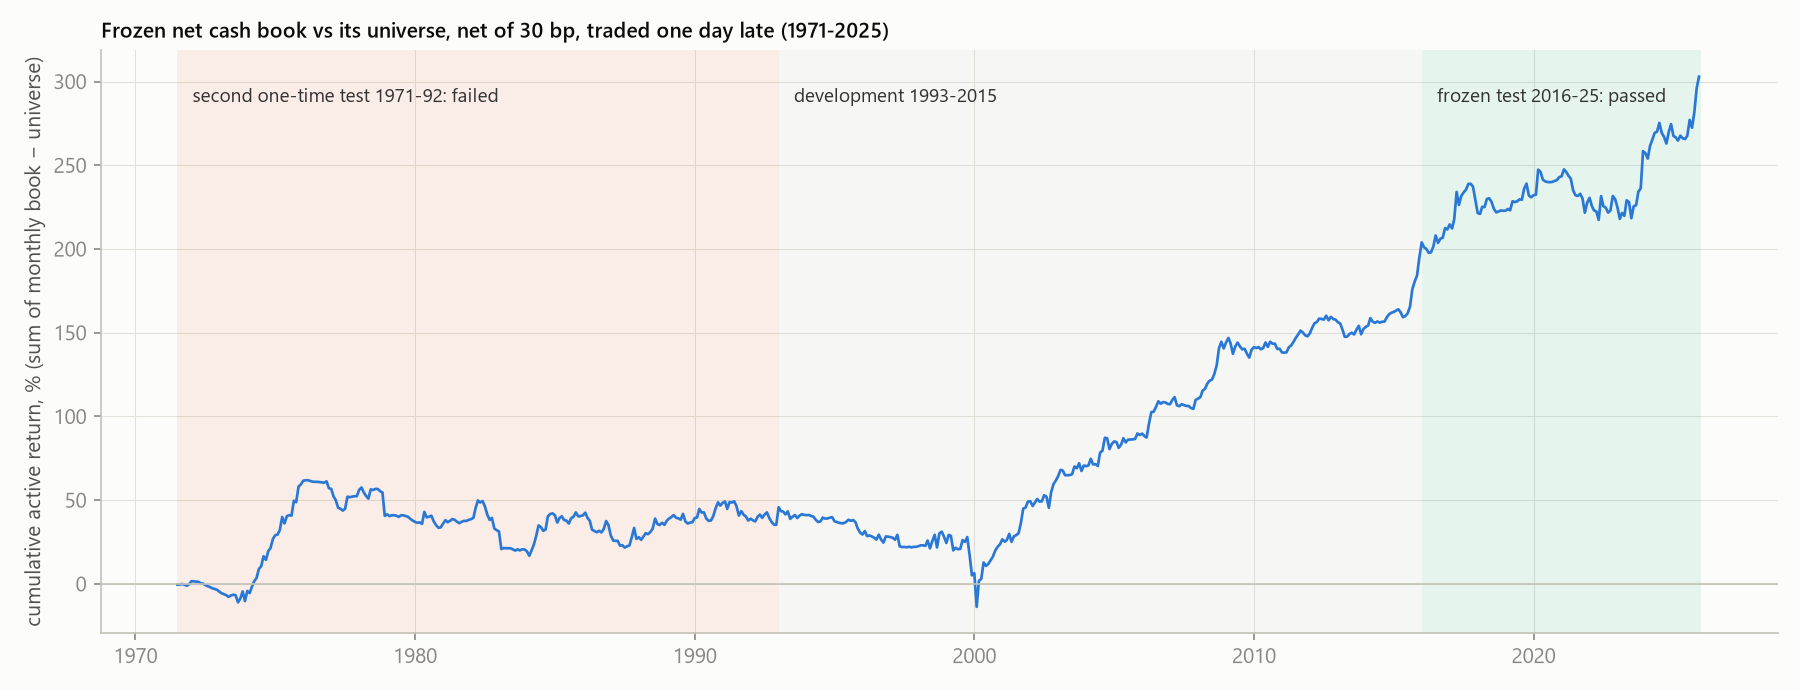 Frozen net cash book vs its universe, net of 30 bp, traded one day late (1971-2025)
cumulative active return, % (sum of monthly book − universe)
300
250
200
150
100
50
0
second one-time test 1971-92: failed
development 1993-2015
frozen test 2016-25: passed
1970
1980
1990
2000
2010
2020